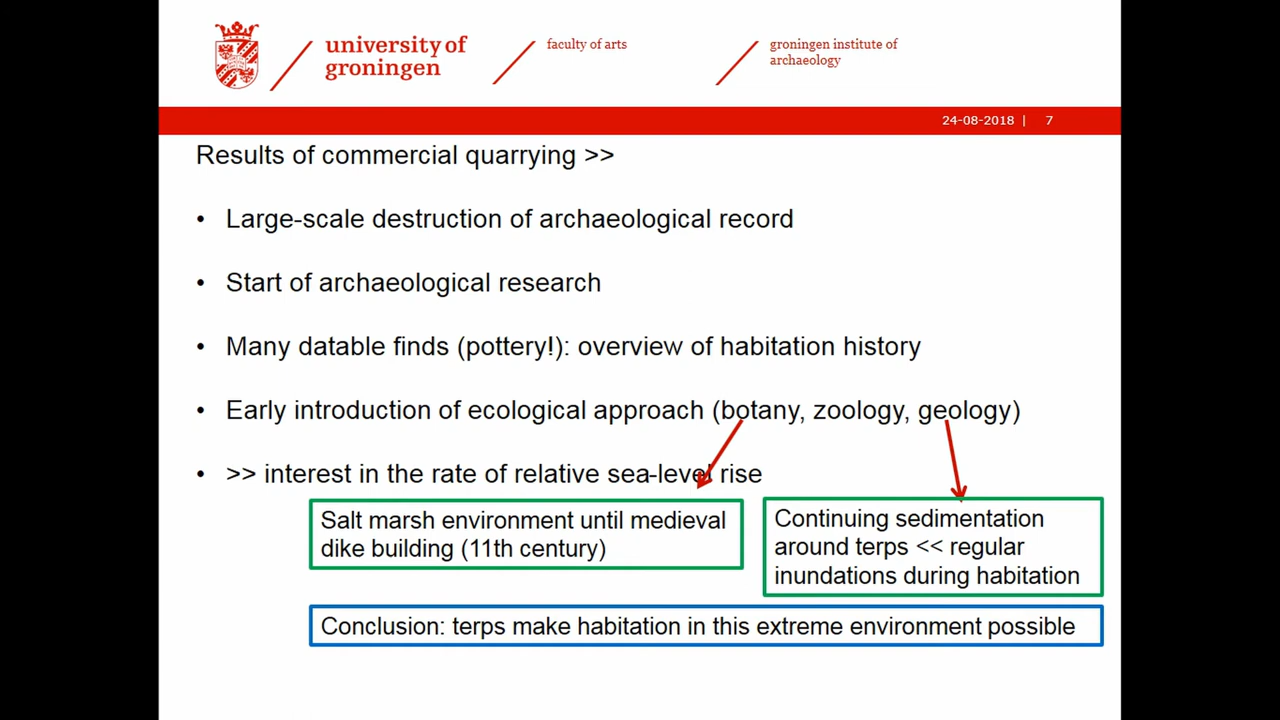 university of
groningen
faculty of arts
groningen institute of
archaeology
24-08-2018 | 7
Results of commercial quarrying >>
• Large-scale destruction of archaeological record
• Start of archaeological research
• Many datable finds (pottery!): overview of habitation history
• Early introduction of ecological approach (botany, zoology, geology)
• >> interest in the rate of relative sea-level rise
Salt marsh environment until medieval
dike building (11th century)
Continuing sedimentation
around terps << regular
inundations during habitation
Conclusion: terps make habitation in this extreme environment possible